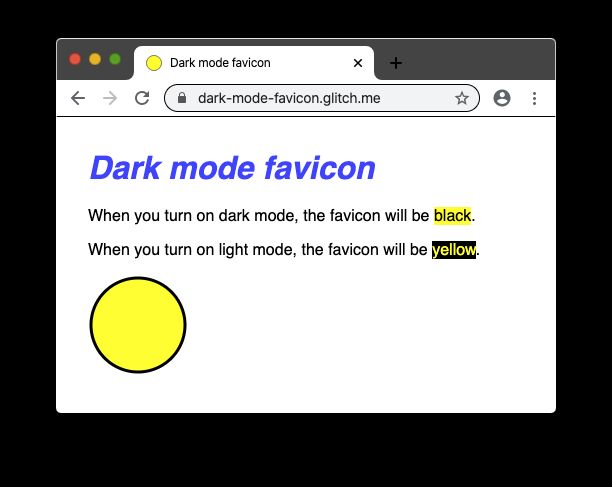 Dark mode favicon
dark-mode-favicon.glitch.me
Dark mode favicon
When you turn on dark mode, the favicon will be black.
When you turn on light mode, the favicon will be yellow.